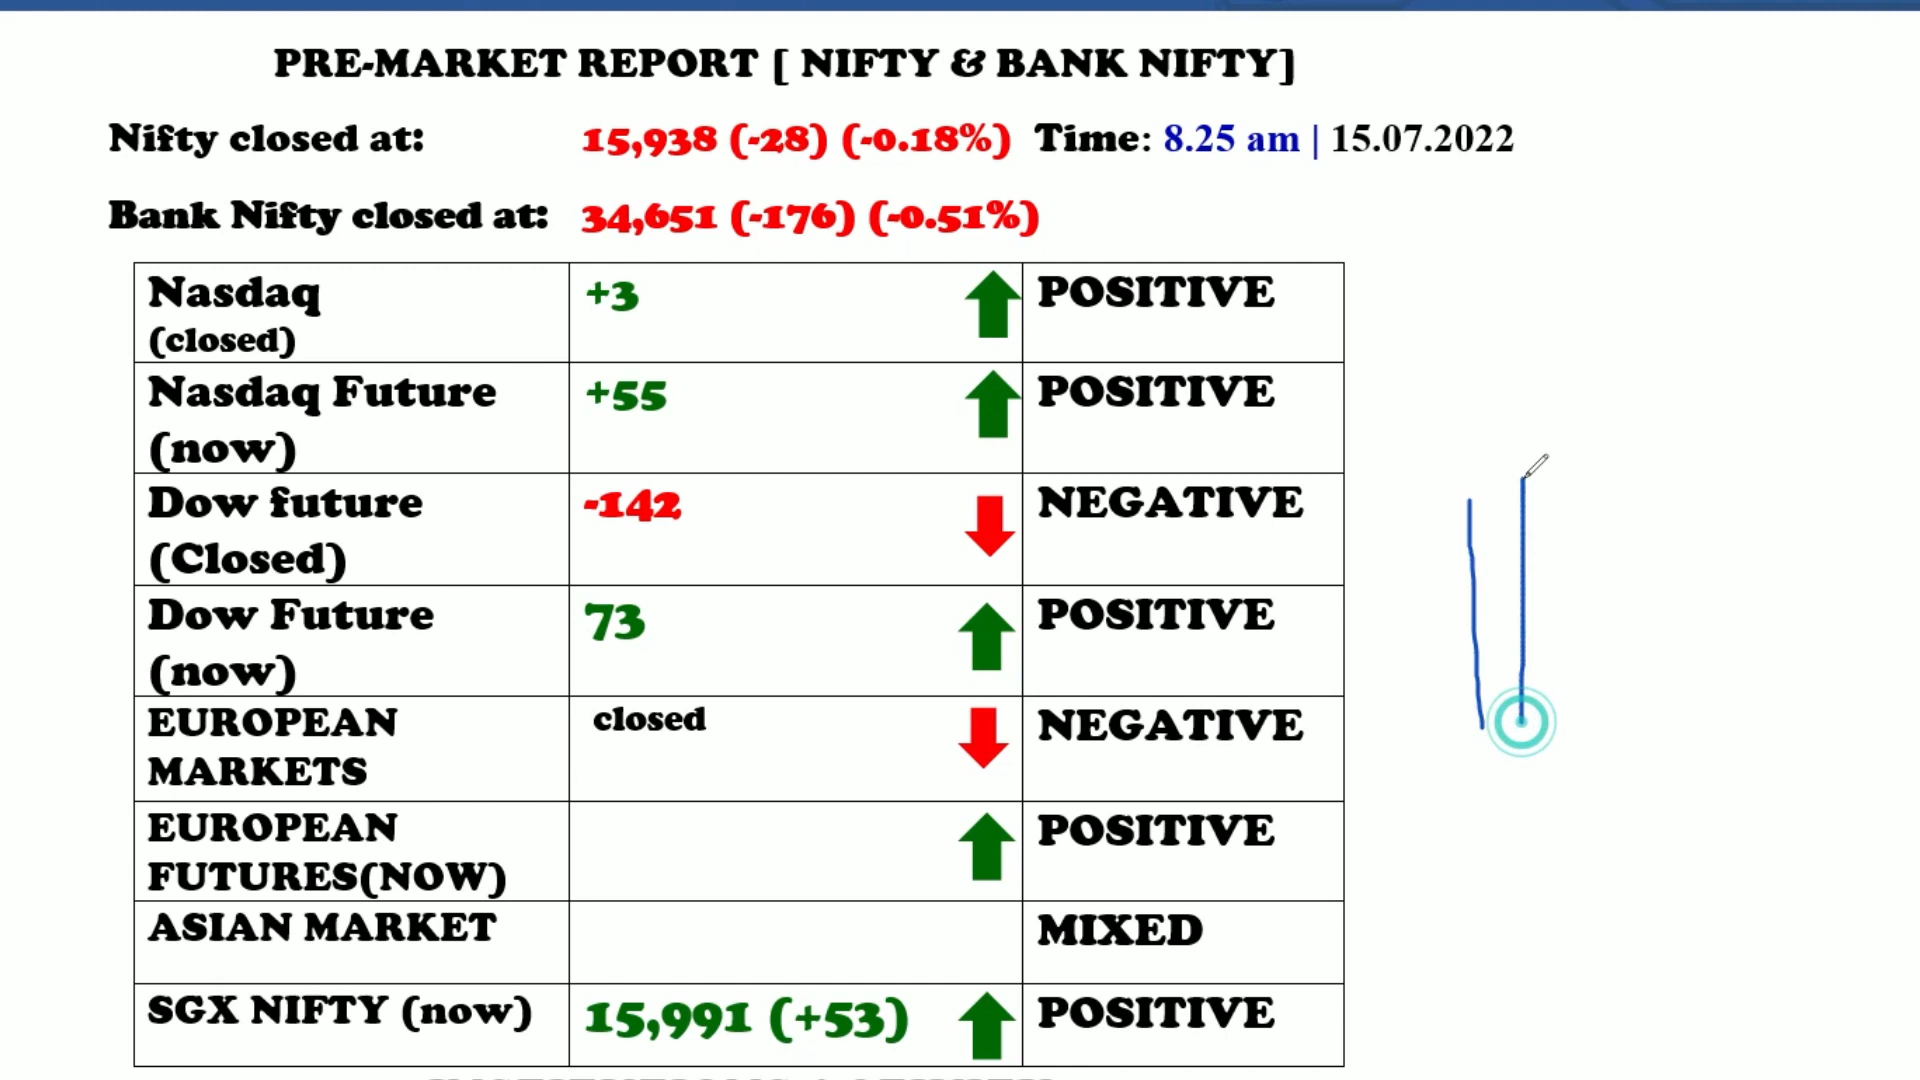 PRE-MARKET REPORT [ NIFTY & BANK NIFTY]
Nifty closed at: 15,938 (-28) (-0.18%) Time: 8.25 am | 15.07.2022
Bank Nifty closed at: 34,651 (-176) (-0.51%)
Nasdaq +3 POSITIVE
(closed)
Nasdaq Future +55 POSITIVE
(now)
Dow future -142 NEGATIVE
(Closed)
Dow Future 73 POSITIVE
(now)
EUROPEAN closed NEGATIVE
MARKETS
EUROPEAN POSITIVE
FUTURES(NOW)
ASIAN MARKET MIXED
SGX NIFTY (now) 15,991 (+53) POSITIVE